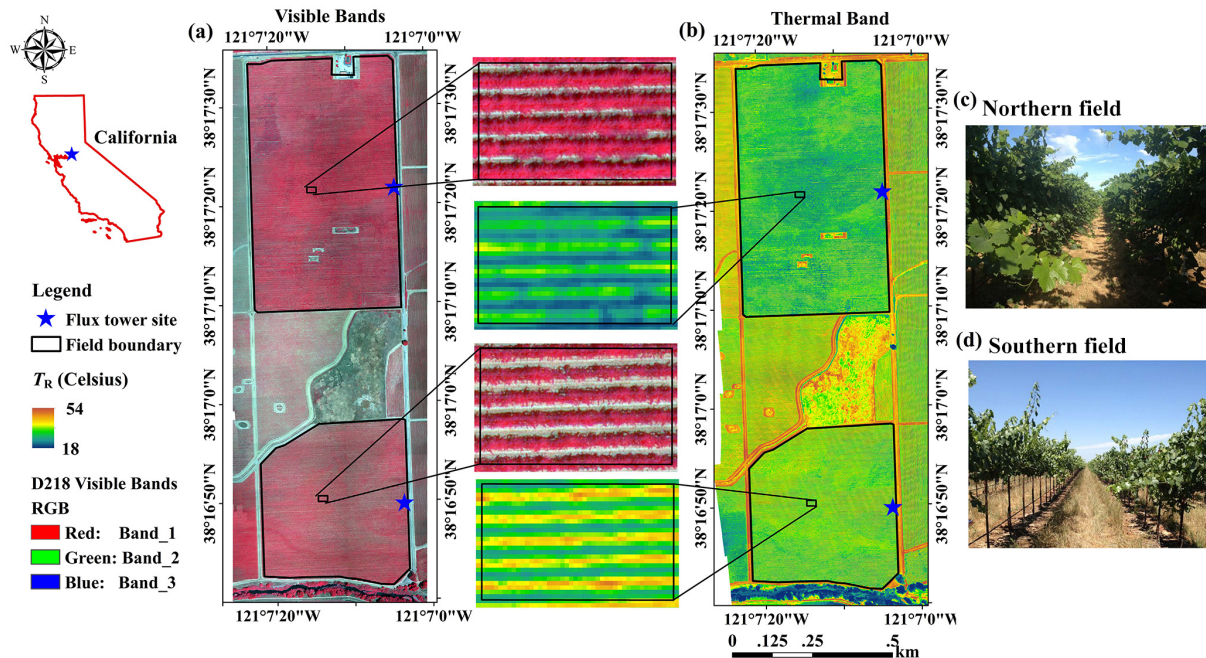 Visible Bands
(a)
121°7'20"W
121°7'0"W
38°17'30"N
38°17'20"N
38°17'10"N
38°17'0"N
38°16'50"N
121°7'20"W
121°7'0"W
N
W
E
S
California
Legend
Flux tower site
Field boundary
TR (Celsius)
54
18
D218 Visible Bands
RGB
Red: Band_1
Green: Band_2
Blue: Band_3
Thermal Band
(b)
121°7'20"W
121°7'0"W
38°17'30"N
38°17'20"N
38°17'10"N
38°17'0"N
38°16'50"N
121°7'20"W
121°7'0"W
0 .125 .25 .5
km
(c) Northern field
(d) Southern field